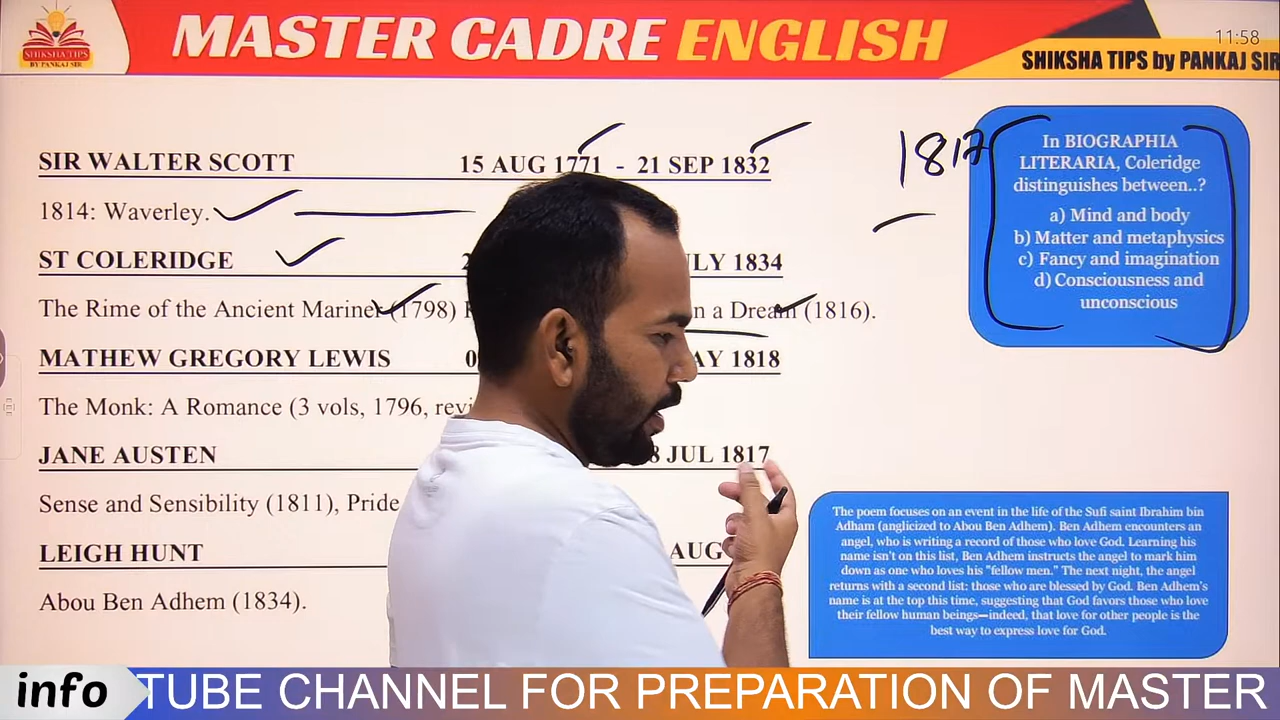 SHIKSHA TIPS
BY PANKAJ SIR
MASTER CADRE ENGLISH
11:58
SHIKSHA TIPS by PANKAJ SIR
SIR WALTER SCOTT 15 AUG 1771 - 21 SEP 1832
1814: Waverley.
ST COLERIDGE ULY 1834
The Rime of the Ancient Mariner (1798) n a Dream (1816).
MATHEW GREGORY LEWIS AY 1818
The Monk: A Romance (3 vols, 1796, revi
JANE AUSTEN 8 JUL 1817
Sense and Sensibility (1811), Pride
LEIGH HUNT AUG
Abou Ben Adhem (1834).
1817
In BIOGRAPHIA
LITERARIA, Coleridge
distinguishes between..?
a) Mind and body
b) Matter and metaphysics
c) Fancy and imagination
d) Consciousness and
unconscious
The poem focuses on an event in the life of the Sufi saint Ibrahim bin
Adham (anglicized to Abou Ben Adhem). Ben Adhem encounters an
angel, who is writing a record of those who love God. Learning his
name isn't on this list, Ben Adhem instructs the angel to mark him
down as one who loves his "fellow men." The next night, the angel
returns with a second list: those who are blessed by God. Ben Adhem's
name is at the top this time, suggesting that God favors those who love
their fellow human beings—indeed, that love for other people is the
best way to express love for God.
info TUBE CHANNEL FOR PREPARATION OF MASTER